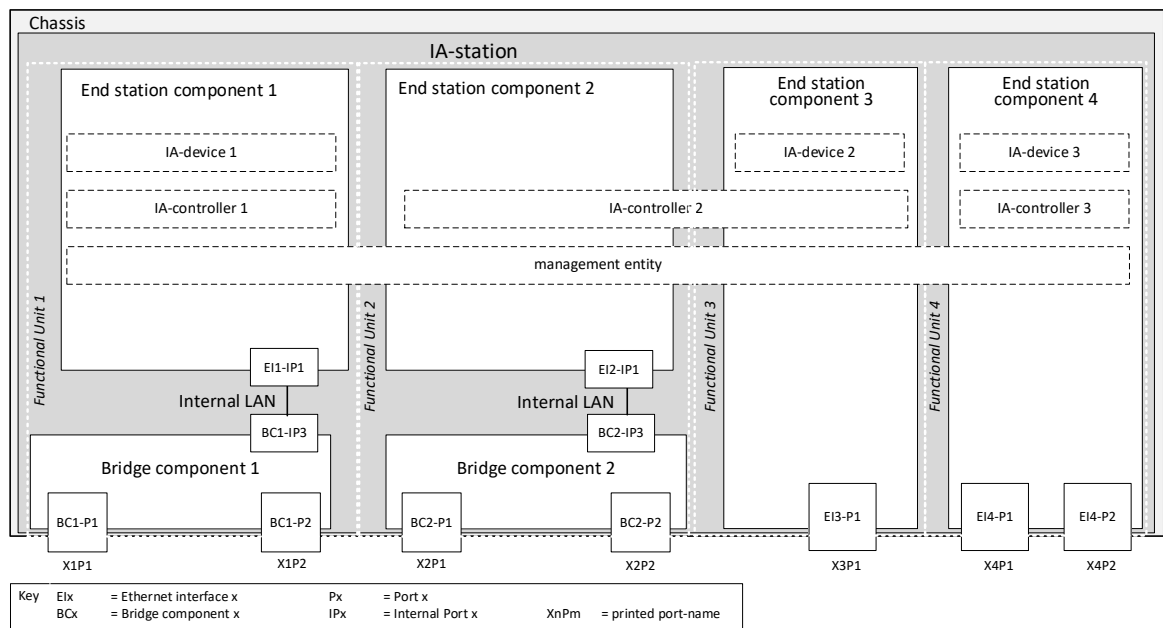 Chassis
IA-station
End station component 1
End station component 2
End station
component 3
End station
component 4
IA-device 1
IA-device 2
IA-device 3
IA-controller 1
IA-controller 2
IA-controller 3
management entity
Functional Unit 1
Functional Unit 2
Functional Unit 3
Functional Unit 4
EI1-IP1
EI2-IP1
Internal LAN
Internal LAN
BC1-IP3
BC2-IP3
Bridge component 1
Bridge component 2
BC1-P1
BC1-P2
BC2-P1
BC2-P2
EI3-P1
EI4-P1
EI4-P2
X1P1
X1P2
X2P1
X2P2
X3P1
X4P1
X4P2
Key EIx = Ethernet interface x Px = Port x
BCx = Bridge component x IPx = Internal Port x XnPm = printed port-name